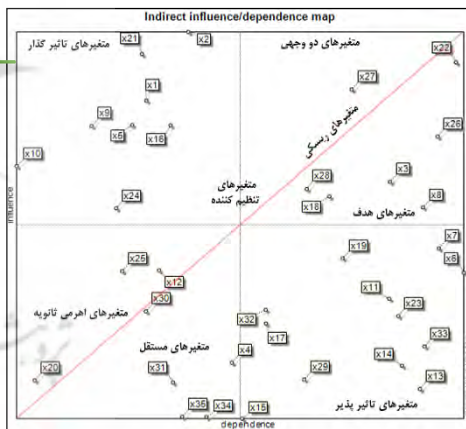 Indirect influence/dependence map
x21
x2
متغیرهای تاثیر گذار
متغیرهای دو وجهی
x22
x1
x27
x9
x5
x16
متغیرهای ریسکی
x26
x10
x28
x3
متغیرهای
تنظیم کننده
x24
x18
x8
متغیرهای هدف
influence
x7
x19
x6
x25
x12
x11
x30
x23
متغیرهای اهرمی ثانویه
x32
x17
x33
متغیرهای مستقل
x4
x14
x20
x31
x29
x13
متغیرهای تاثیر پذیر
x35
x34
x15
dependence